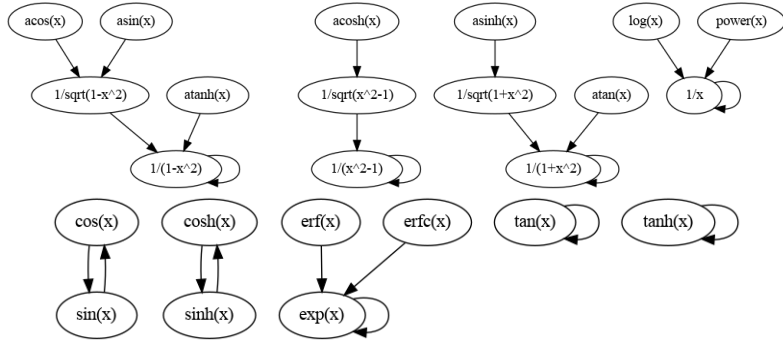 acos(x) asin(x) acosh(x) asinh(x) log(x) power(x)
1/sqrt(1-x^2) atanh(x) 1/sqrt(x^2-1) 1/sqrt(1+x^2) atan(x) 1/x
1/(1-x^2) 1/(x^2-1) 1/(1+x^2)
cos(x) cosh(x) erf(x) erfc(x) tan(x) tanh(x)
sin(x) sinh(x) exp(x)